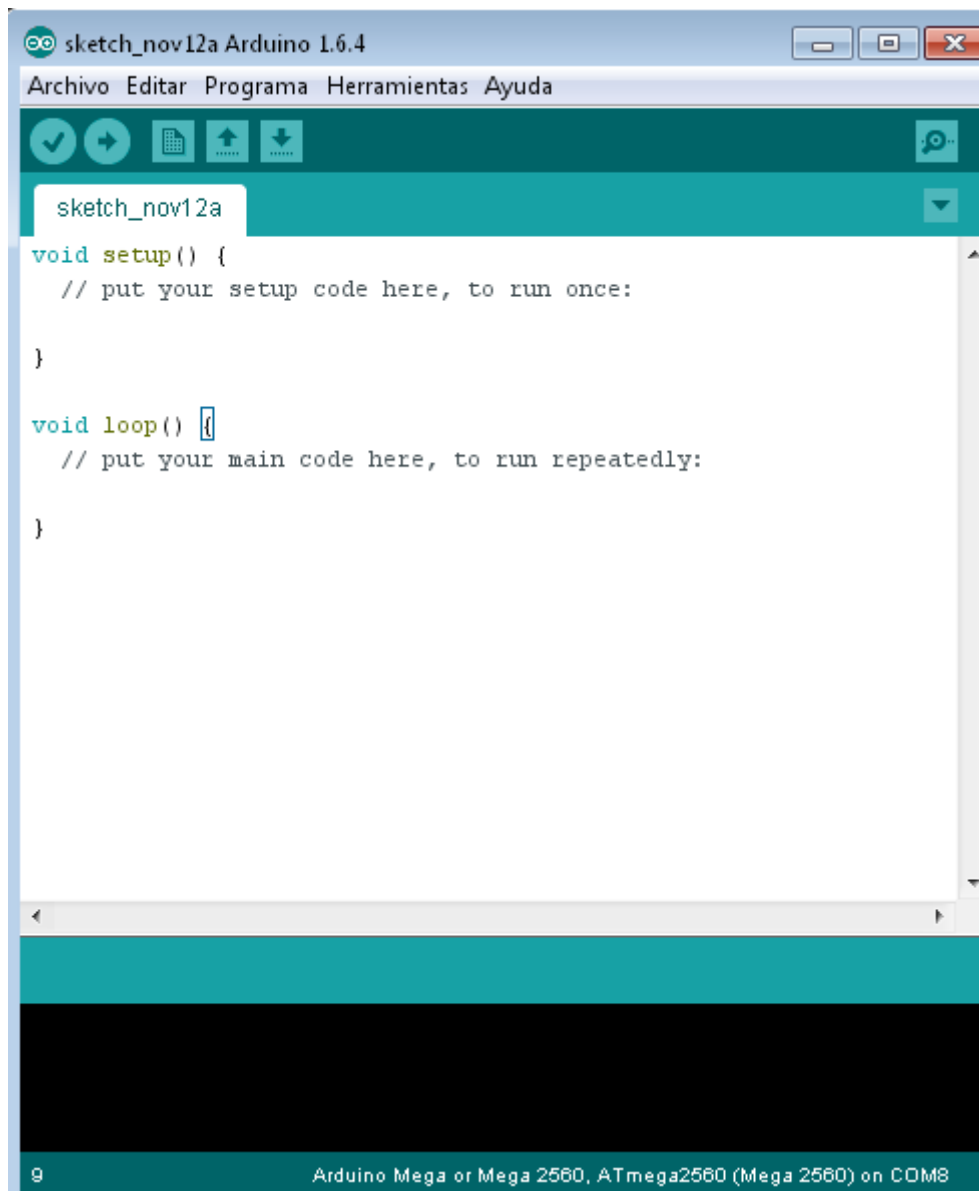 sketch_nov12a Arduino 1.6.4
Archivo Editar Programa Herramientas Ayuda
sketch_nov12a
void setup() {
  // put your setup code here, to run once:
}
void loop() {
  // put your main code here, to run repeatedly:
}
9 Arduino Mega or Mega 2560, ATmega2560 (Mega 2560) on COM8